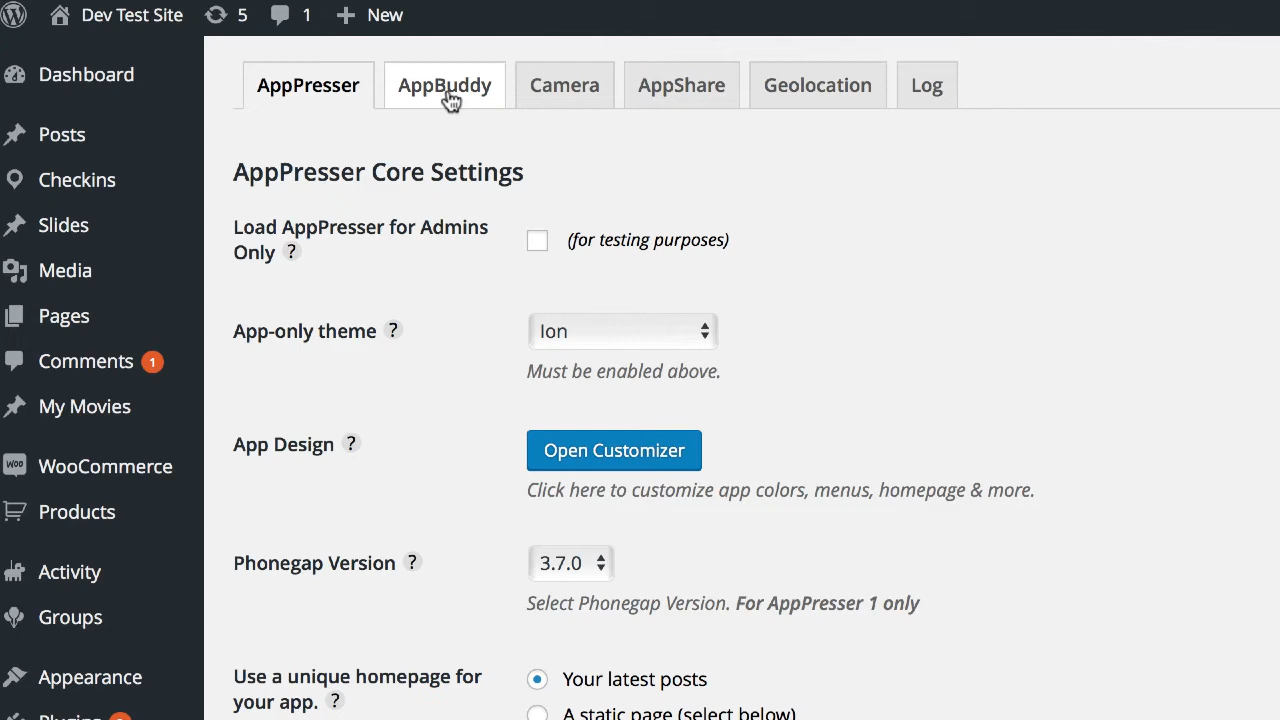 Dev Test Site 5 1 New
Dashboard
Posts
Checkins
Slides
Media
Pages
Comments 1
My Movies
WOO WooCommerce
Products
Activity
Groups
Appearance
Plugins
AppPresser AppBuddy Camera AppShare Geolocation Log
AppPresser Core Settings
Load AppPresser for Admins
Only ?
(for testing purposes)
App-only theme ? Ion
Must be enabled above.
App Design ? Open Customizer
Click here to customize app colors, menus, homepage & more.
Phonegap Version ? 3.7.0
Select Phonegap Version. For AppPresser 1 only
Use a unique homepage for
your app. ?
Your latest posts
A static page (select below)